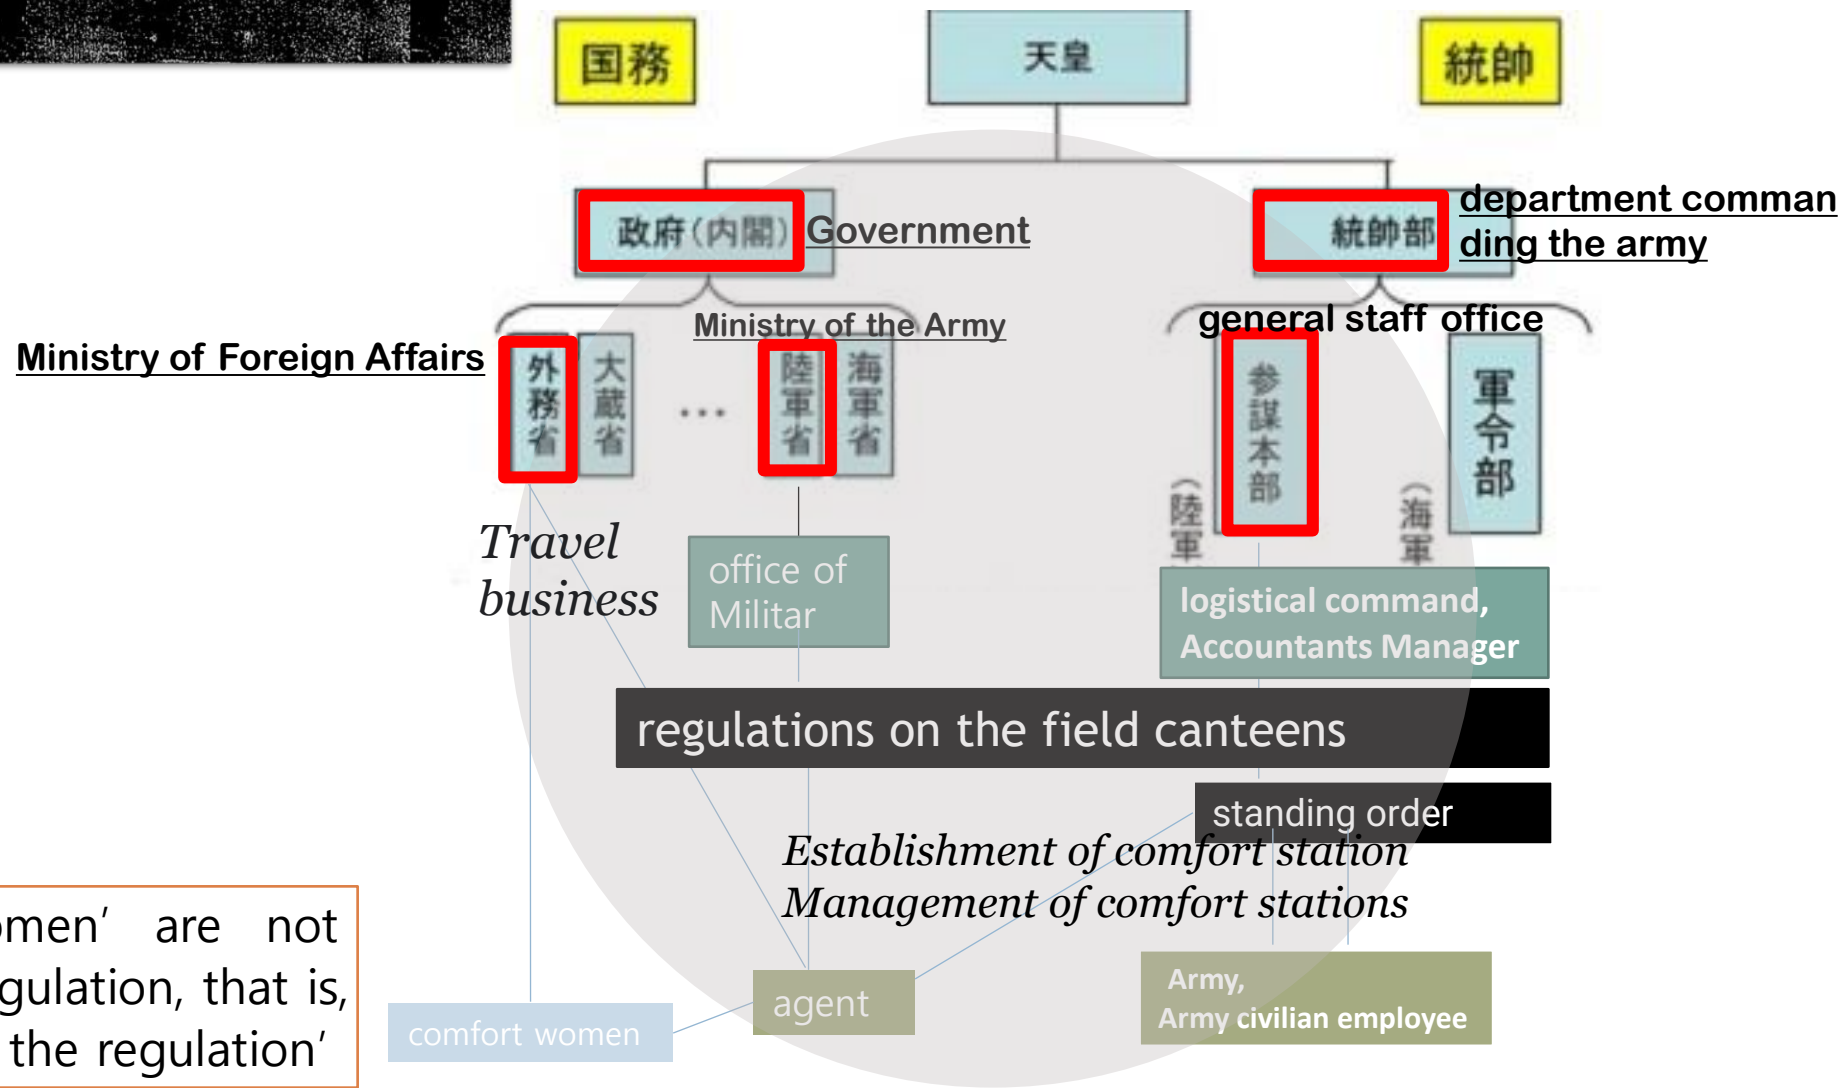 国務
天皇
統帥
政府(内閣)
Government
統帥部
department comman
ding the army
Ministry of the Army
general staff office
Ministry of Foreign Affairs
外務省
大蔵省
…
陸軍省
海軍省
参謀本部
(陸軍
軍令部
(海軍
Travel
business
office of
Militar
logistical command,
Accountants Manager
regulations on the field canteens
standing order
Establishment of comfort station
Management of comfort stations
omen’ are not
gulation, that is,
the regulation’
comfort women
agent
Army,
Army civilian employee